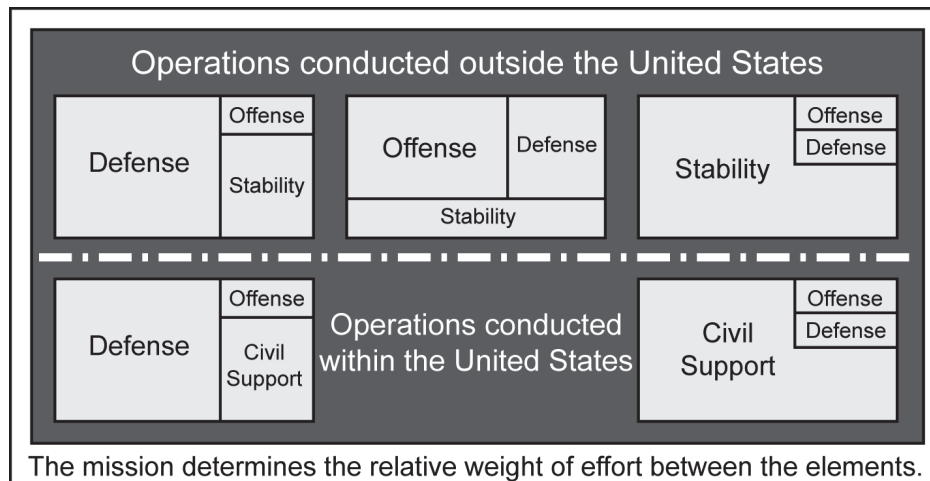 Operations conducted outside the United States
Defense
Offense
Stability
Offense
Defense
Stability
Stability
Offense
Defense
Defense
Offense
Civil
Support
Operations conducted
within the United States
Civil
Support
Offense
Defense
The mission determines the relative weight of effort between the elements.